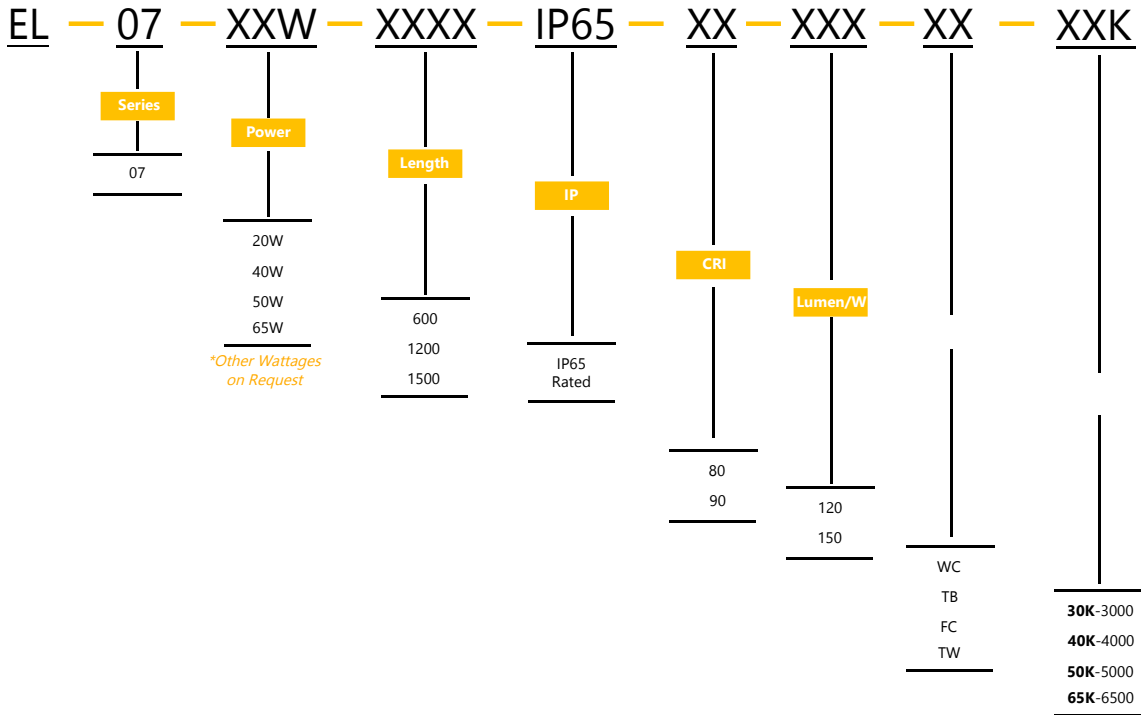 EL — 07 — XXW — XXXX — IP65 — XX — XXX — XX — XXK
Series
07
Power
20W
40W
50W
65W
*Other Wattages
on Request
Length
600
1200
1500
IP
IP65
Rated
CRI
80
90
Lumen/W
120
150
WC
TB
FC
TW
30K-3000
40K-4000
50K-5000
65K-6500